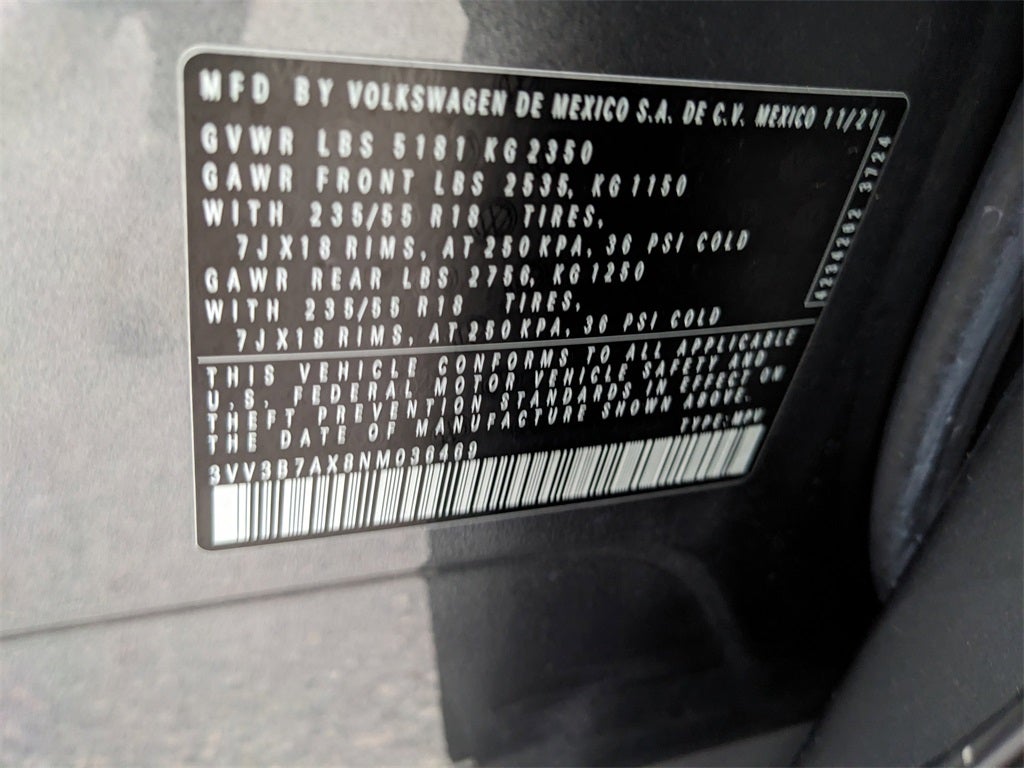 MFD BY VOLKSWAGEN DE MEXICO S.A. DE C.V. MEXICO 11/21
GVWR LBS 5181 KG 2350
GAWR FRONT LBS 2535, KG 1150
WITH 235/55 R18 TIRES,
7JX18 RIMS, AT 250 KPA, 36 PSI COLD
GAWR REAR LBS 2756, KG 1250
WITH 235/55 R18 TIRES,
7JX18 RIMS, AT 250 KPA, 36 PSI COLD
THIS VEHICLE CONFORMS TO ALL APPLICABLE
U.S. FEDERAL MOTOR VEHICLE SAFETY AND
THEFT PREVENTION STANDARDS IN EFFECT ON
THE DATE OF MANUFACTURE SHOWN ABOVE.
TYPE: MPV
3VV3B7AX8NM036469